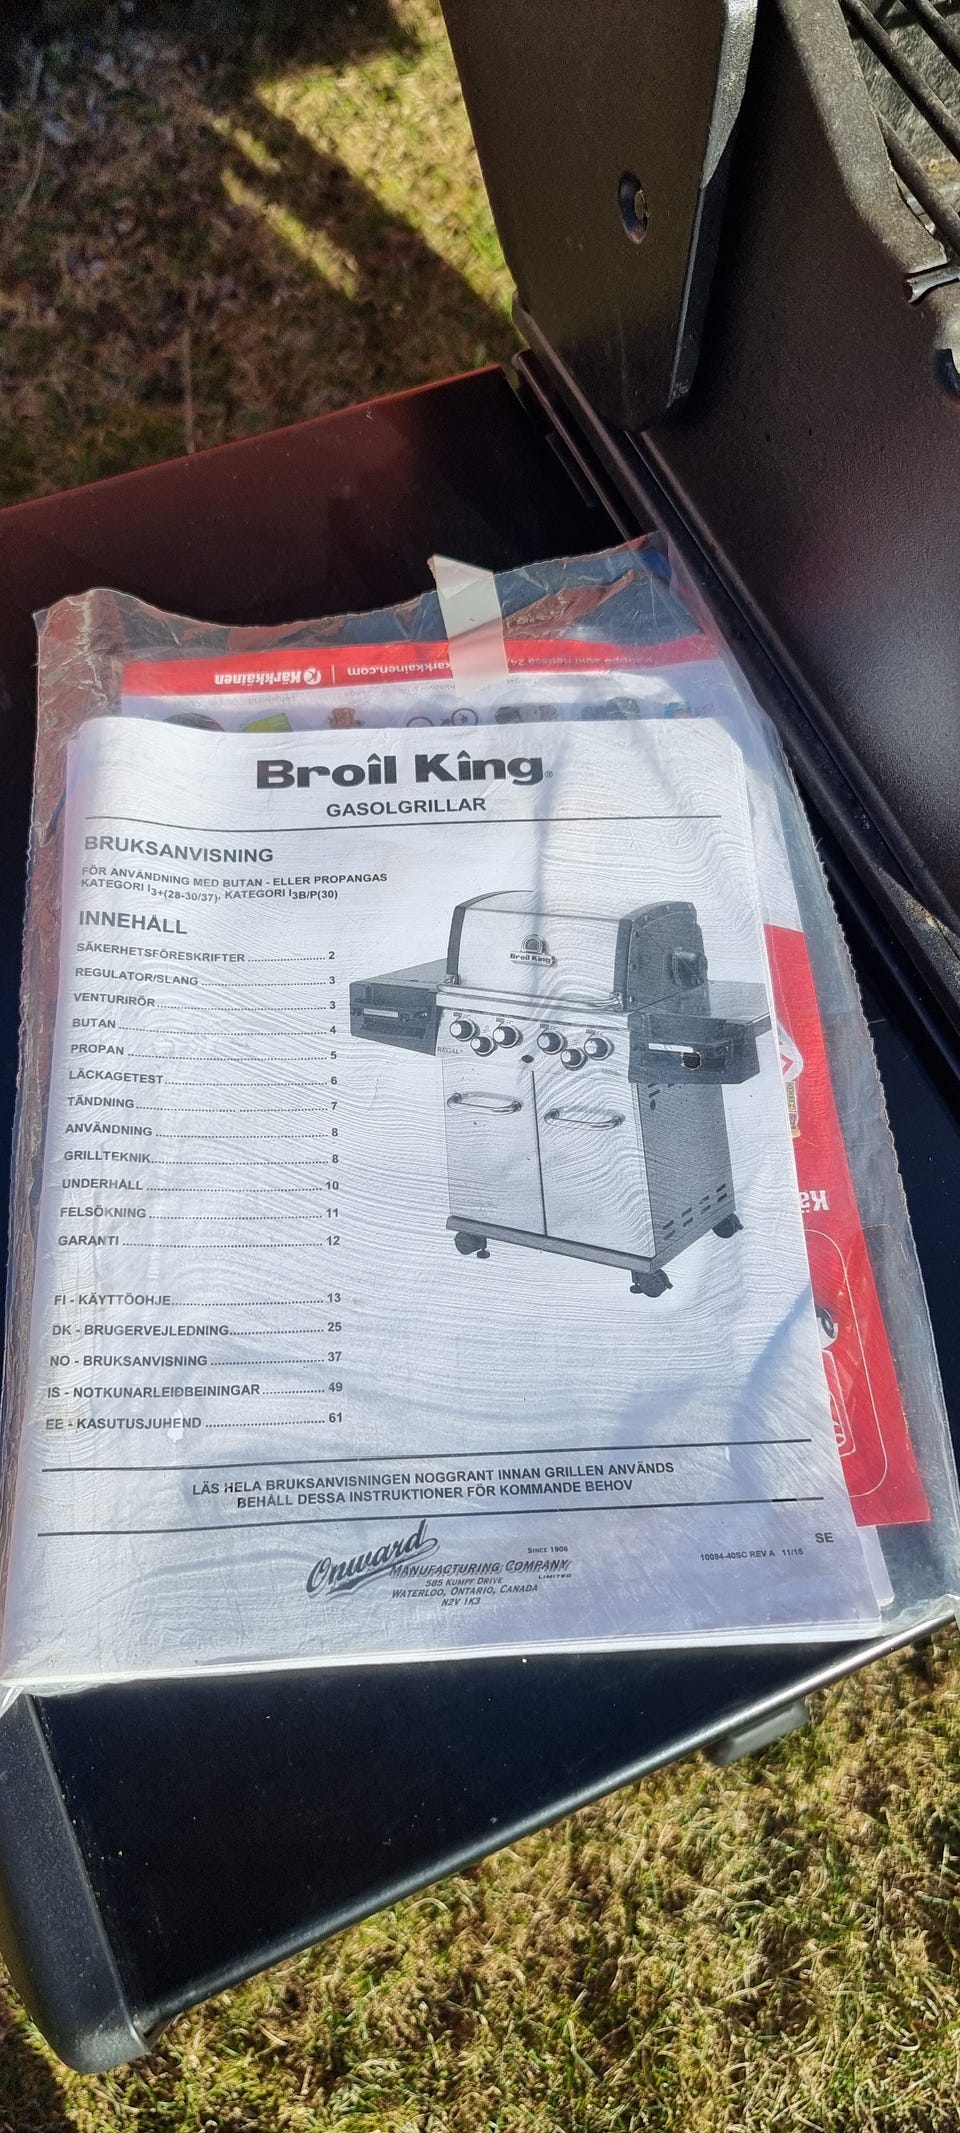 Kärkkäinen | karkkainen.com
Broil King®
GASOLGRILLAR
BRUKSANVISNING
FÖR ANVÄNDNING MED BUTAN - ELLER PROPANGAS
KATEGORI I3+(28-30/37), KATEGORI I3B/P(30)
INNEHÅLL
SÄKERHETSFÖRESKRIFTER ..................... 2
REGULATOR/SLANG ................................. 3
VENTURIRÖR ............................................ 3
BUTAN ...................................................... 4
PROPAN .................................................... 5
LÄCKAGETEST .......................................... 6
TÄNDNING ................................................ 7
ANVÄNDNING ........................................... 8
GRILLTEKNIK ............................................ 8
UNDERHÅLL ............................................ 10
FELSÖKNING ........................................... 11
GARANTI .................................................. 12
FI - KÄYTTÖOHJE ...................................... 13
DK - BRUGERVEJLEDNING ........................ 25
NO - BRUKSANVISNING ............................ 37
IS - NOTKUNARLEIÐBEININGAR ................ 49
EE - KASUTUSJUHEND ............................... 61
Broil King
REGAL
LÄS HELA BRUKSANVISNINGEN NOGGRANT INNAN GRILLEN ANVÄNDS
BEHÅLL DESSA INSTRUKTIONER FÖR KOMMANDE BEHOV
Onward
SINCE 1906
MANUFACTURING COMPANY
LIMITED
585 KUMPF DRIVE
WATERLOO, ONTARIO, CANADA
N2V 1K3
SE
10094-40SC REV A 11/15